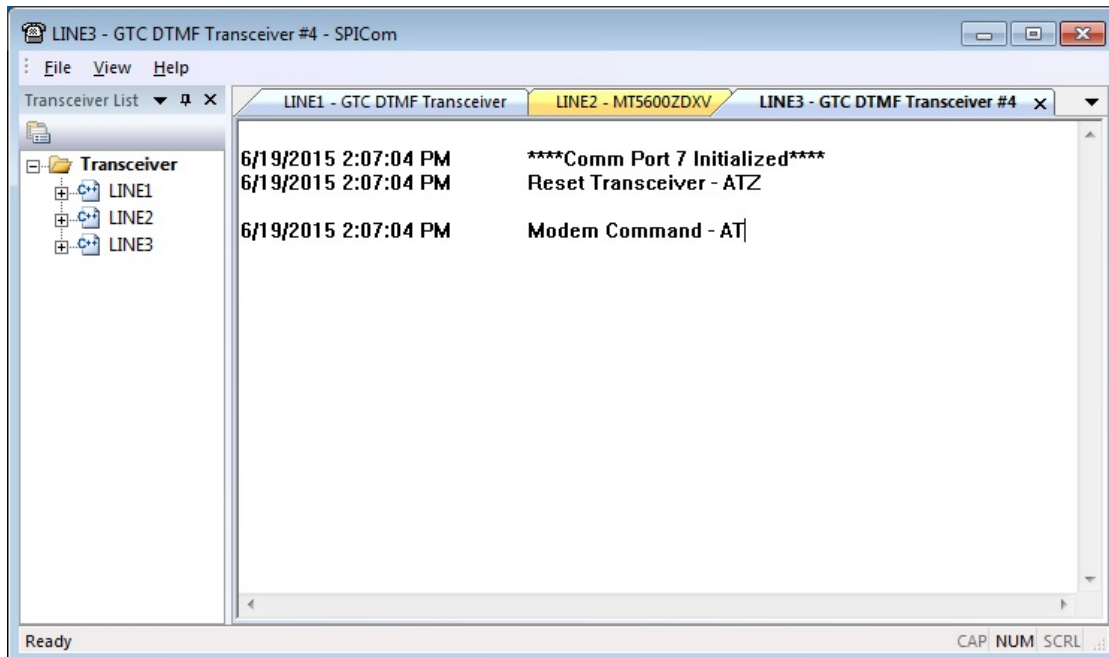 LINE3 - GTC DTMF Transceiver #4 - SPICom
File View Help
Transceiver List
LINE1 - GTC DTMF Transceiver
LINE2 - MT5600ZDXV
LINE3 - GTC DTMF Transceiver #4
Transceiver
LINE1
LINE2
LINE3
6/19/2015 2:07:04 PM ****Comm Port 7 Initialized****
6/19/2015 2:07:04 PM Reset Transceiver - ATZ
6/19/2015 2:07:04 PM Modem Command - AT
Ready
CAP NUM SCRL